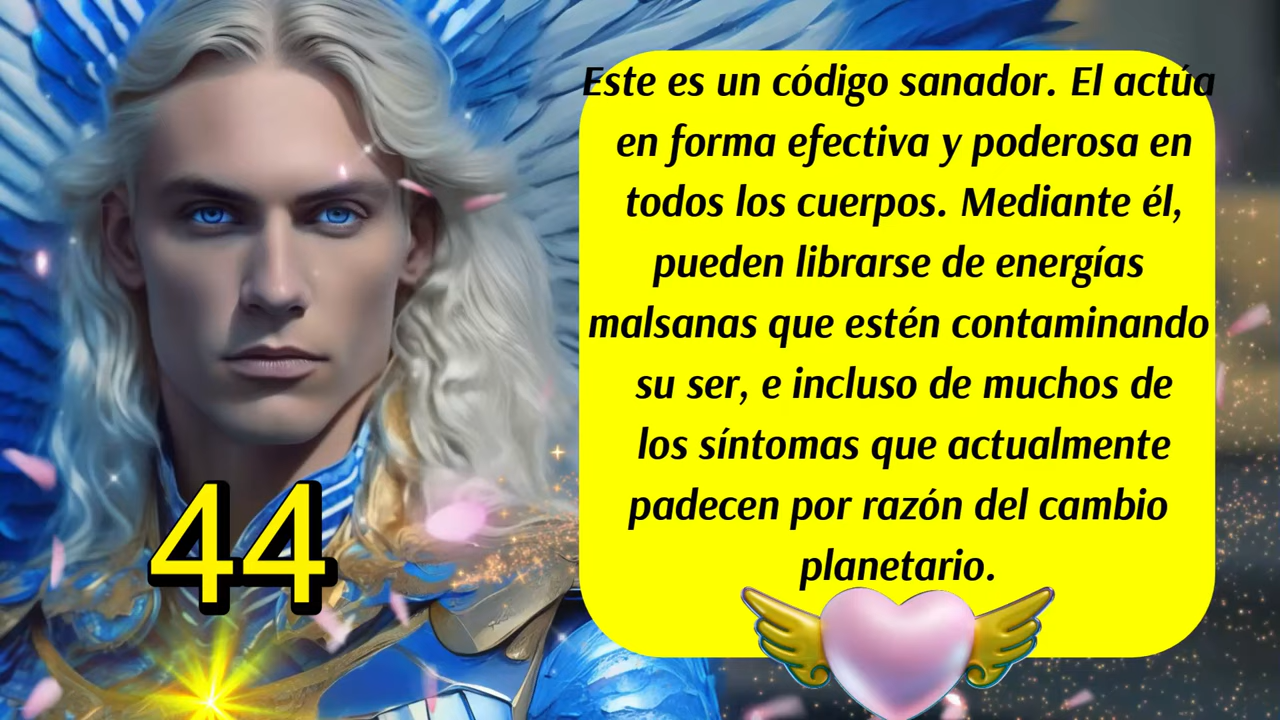 Este es un código sanador. El actúa
en forma efectiva y poderosa en
todos los cuerpos. Mediante él,
pueden librarse de energías
malsanas que estén contaminando
su ser, e incluso de muchos de
los síntomas que actualmente
padecen por razón del cambio
planetario.
44